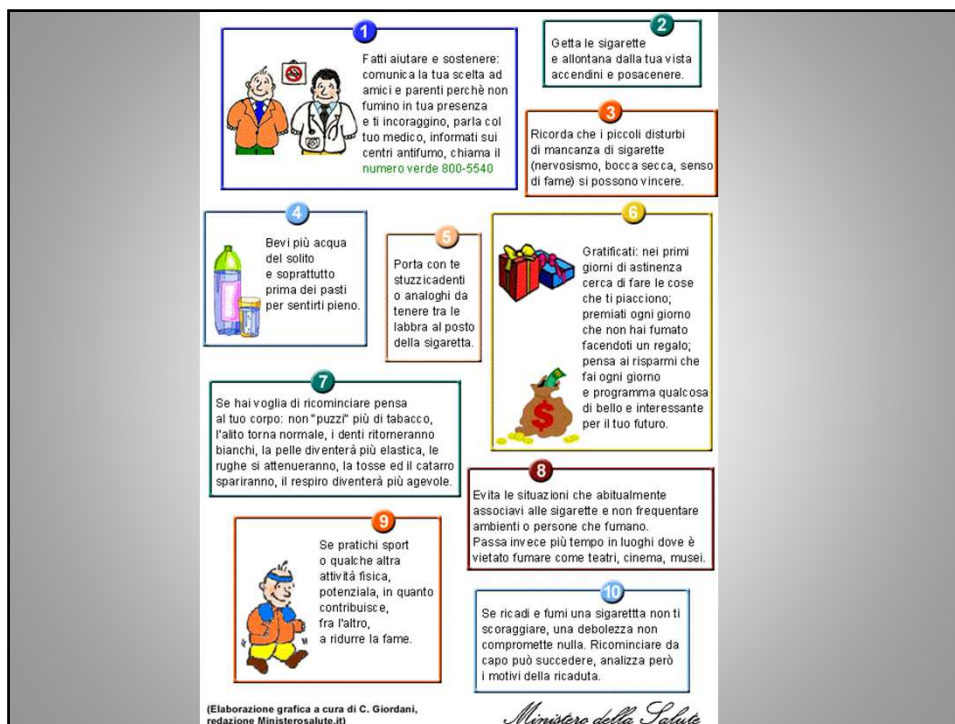 1
Fatti aiutare e sostenere:
comunica la tua scelta ad
amici e parenti perchè non
fumino in tua presenza
e ti incoraggino, parla col
tuo medico, informati sui
centri antifumo, chiama il
numero verde 800-5540
2
Getta le sigarette
e allontana dalla tua vista
accendini e posacenere.
3
Ricorda che i piccoli disturbi
di mancanza di sigarette
(nervosismo, bocca secca, senso
di fame) si possono vincere.
4
Bevi più acqua
del solito
e soprattutto
prima dei pasti
per sentirti pieno.
5
Porta con te
stuzzicadenti
o analoghi da
tenere tra le
labbra al posto
della sigaretta.
6
Gratificati: nei primi
giorni di astinenza
cerca di fare le cose
che ti piacciono;
premiati ogni giorno
che non hai fumato
facendoti un regalo;
pensa ai risparmi che
fai ogni giorno
e programma qualcosa
di bello e interessante
per il tuo futuro.
$
7
Se hai voglia di ricominciare pensa
al tuo corpo: non "puzzi" più di tabacco,
l'alito torna normale, i denti ritorneranno
bianchi, la pelle diventerà più elastica, le
rughe si attenueranno, la tosse ed il catarro
spariranno, il respiro diventerà più agevole.
8
Evita le situazioni che abitualmente
associavi alle sigarette e non frequentare
ambienti o persone che fumano.
Passa invece più tempo in luoghi dove è
vietato fumare come teatri, cinema, musei.
9
Se pratichi sport
o qualche altra
attività fisica,
potenziala, in quanto
contribuisce,
fra l'altro,
a ridurre la fame.
10
Se ricadi e fumi una sigarettta non ti
scoraggiare, una debolezza non
compromette nulla. Ricominciare da
capo può succedere, analizza però
i motivi della ricaduta.
(Elaborazione grafica a cura di C. Giordani,
redazione Ministerosalute.it)
Ministero della Salute